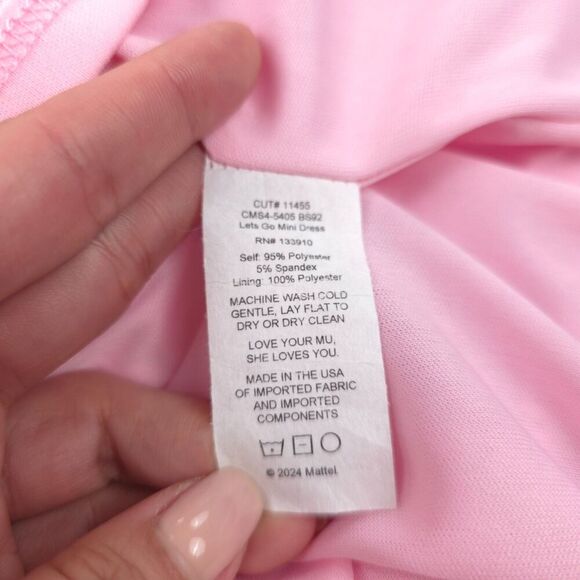 CUT# 11455
CMS4-5405 BS92
Lets Go Mini Dress
RN# 133910
Self: 95% Polyester
5% Spandex
Lining: 100% Polyester
MACHINE WASH COLD
GENTLE, LAY FLAT TO
DRY OR DRY CLEAN
LOVE YOUR MU,
SHE LOVES YOU.
MADE IN THE USA
OF IMPORTED FABRIC
AND IMPORTED
COMPONENTS
© 2024 Mattel